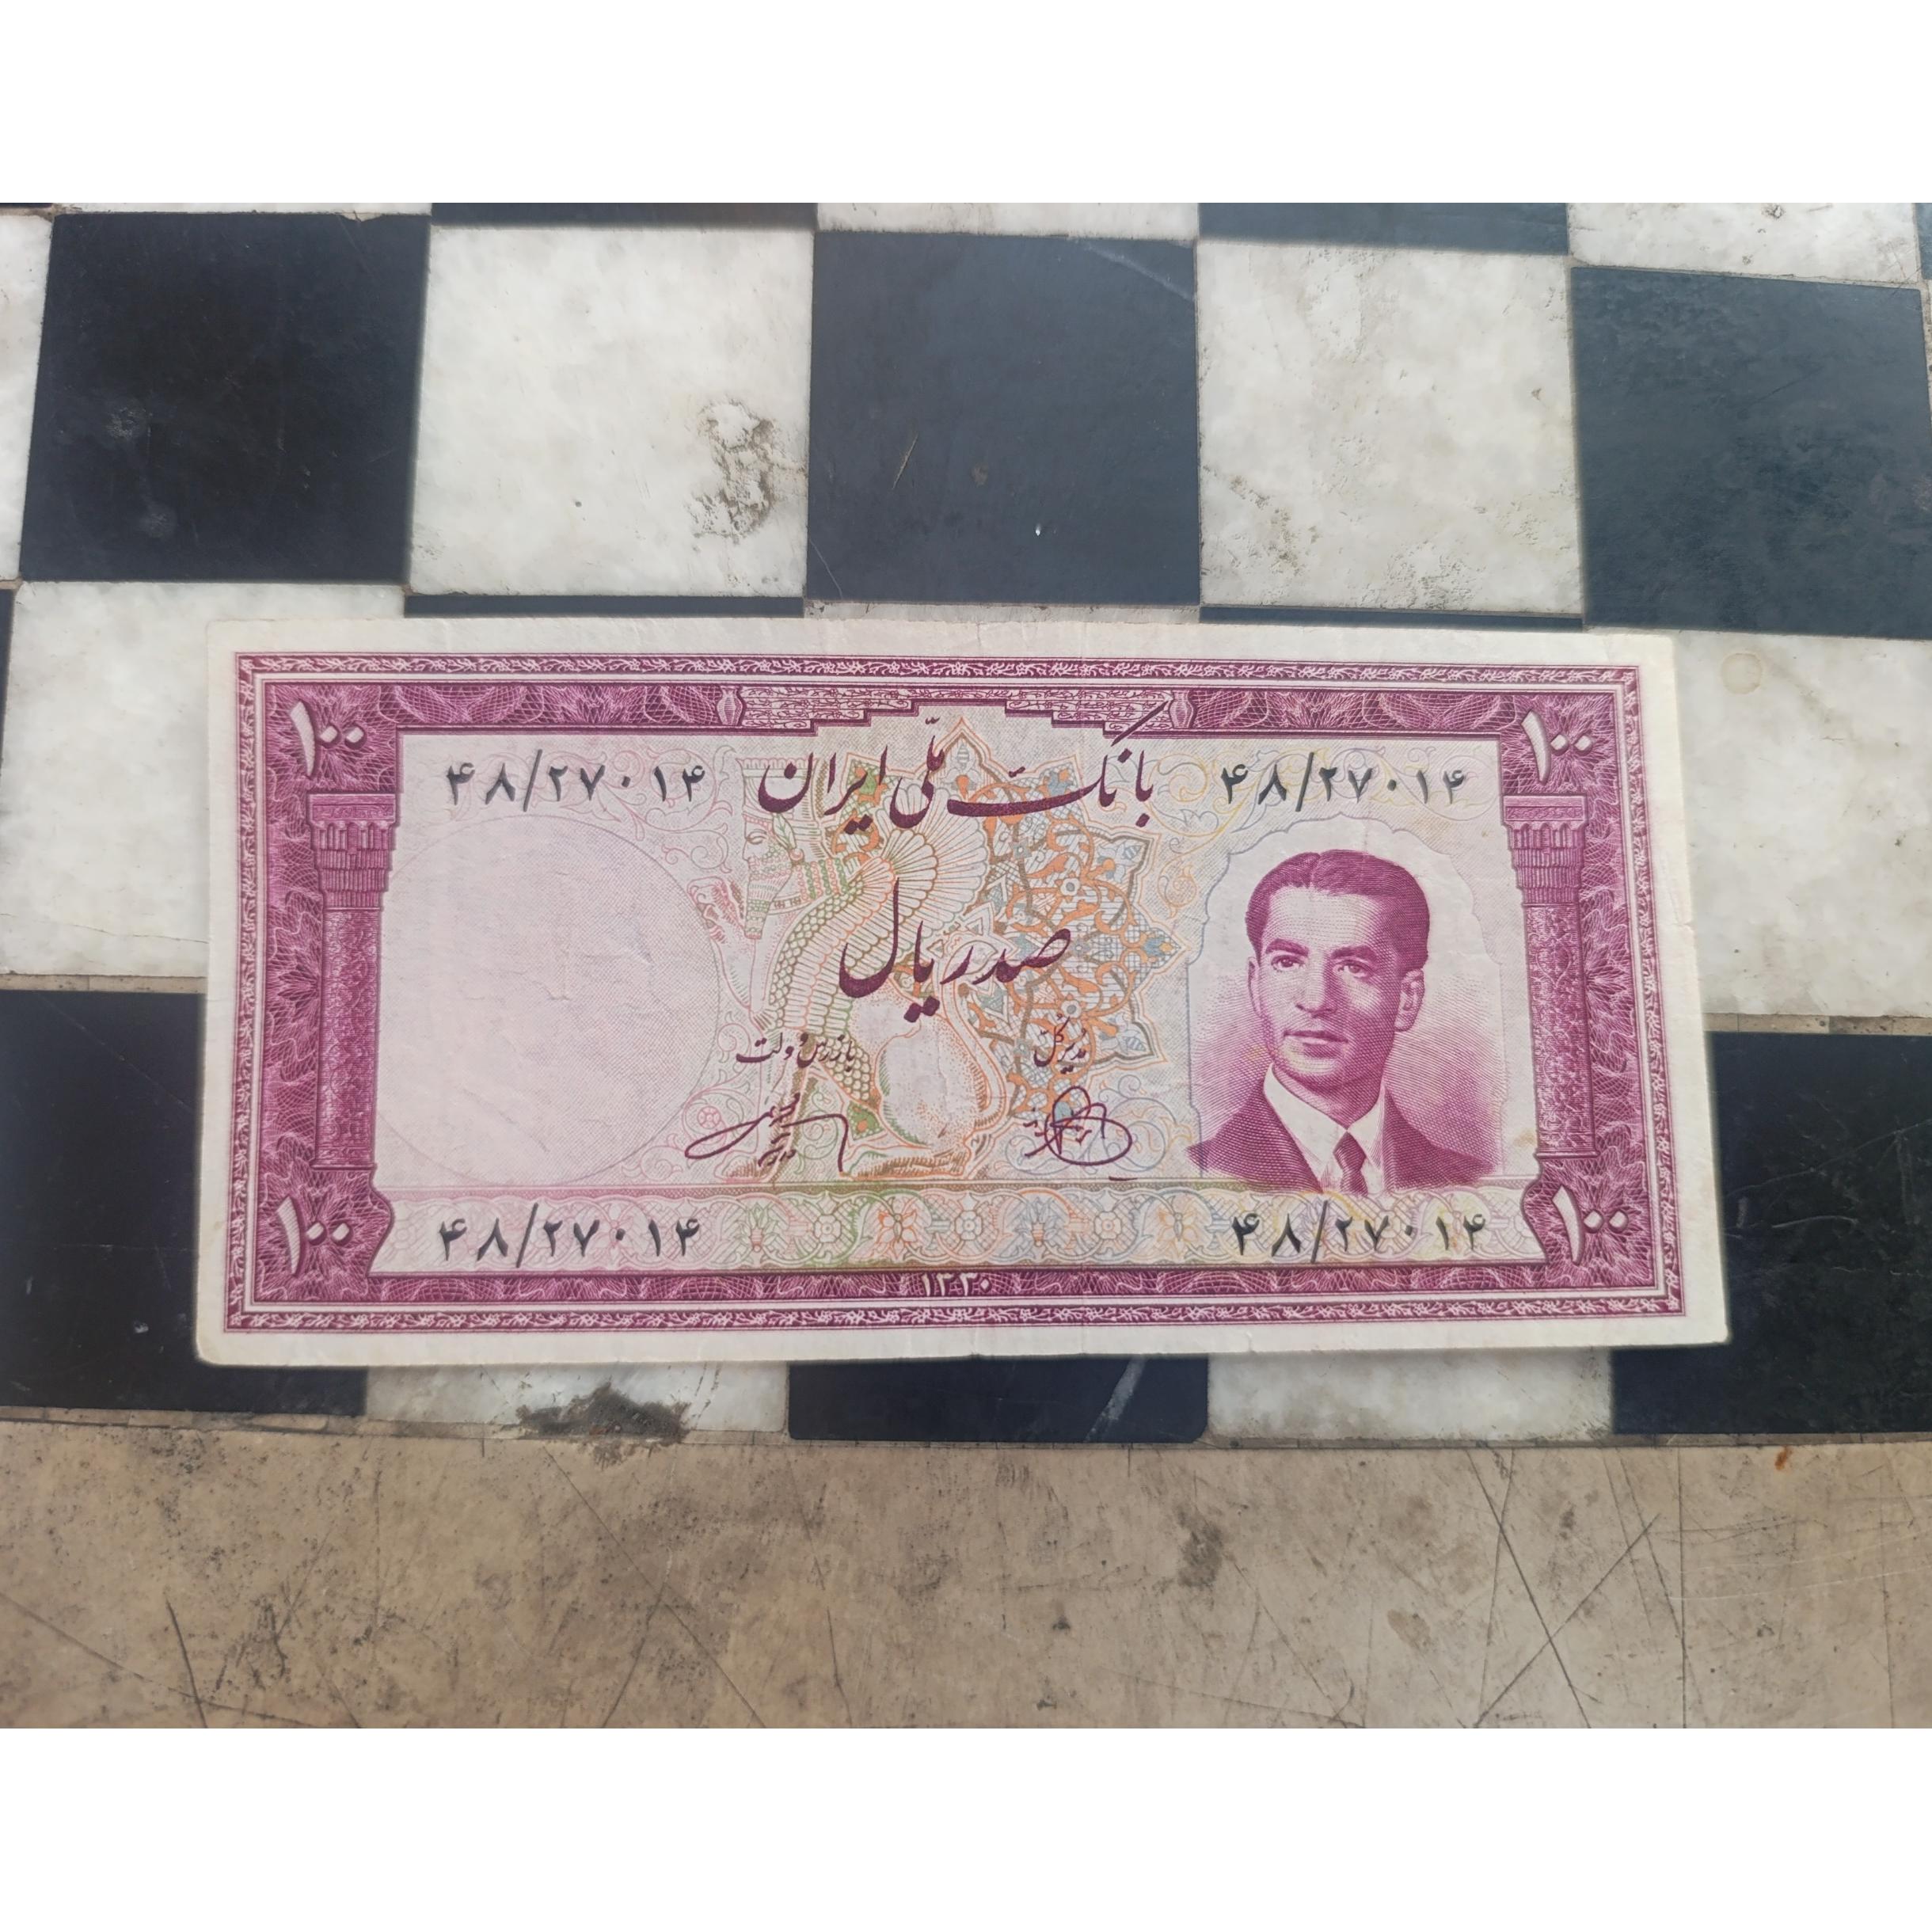 ۱۰۰
۱۰۰
بانک ملّی ایران
۴۸/۲۷۰۱۴
۴۸/۲۷۰۱۴
صد ریال
مدیر کل
بازرس دولت
۴۸/۲۷۰۱۴
۴۸/۲۷۰۱۴
۱۰۰
۱۰۰
۱۳۳۰